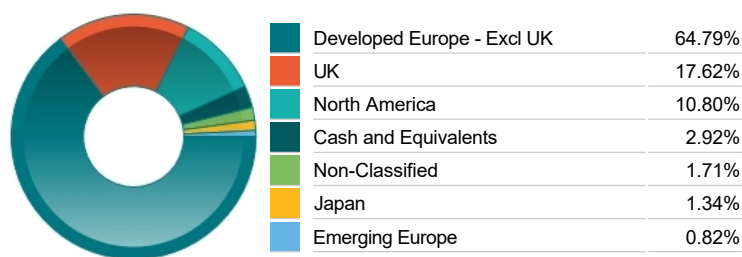 Developed Europe - Excl UK 64.79%
UK 17.62%
North America 10.80%
Cash and Equivalents 2.92%
Non-Classified 1.71%
Japan 1.34%
Emerging Europe 0.82%